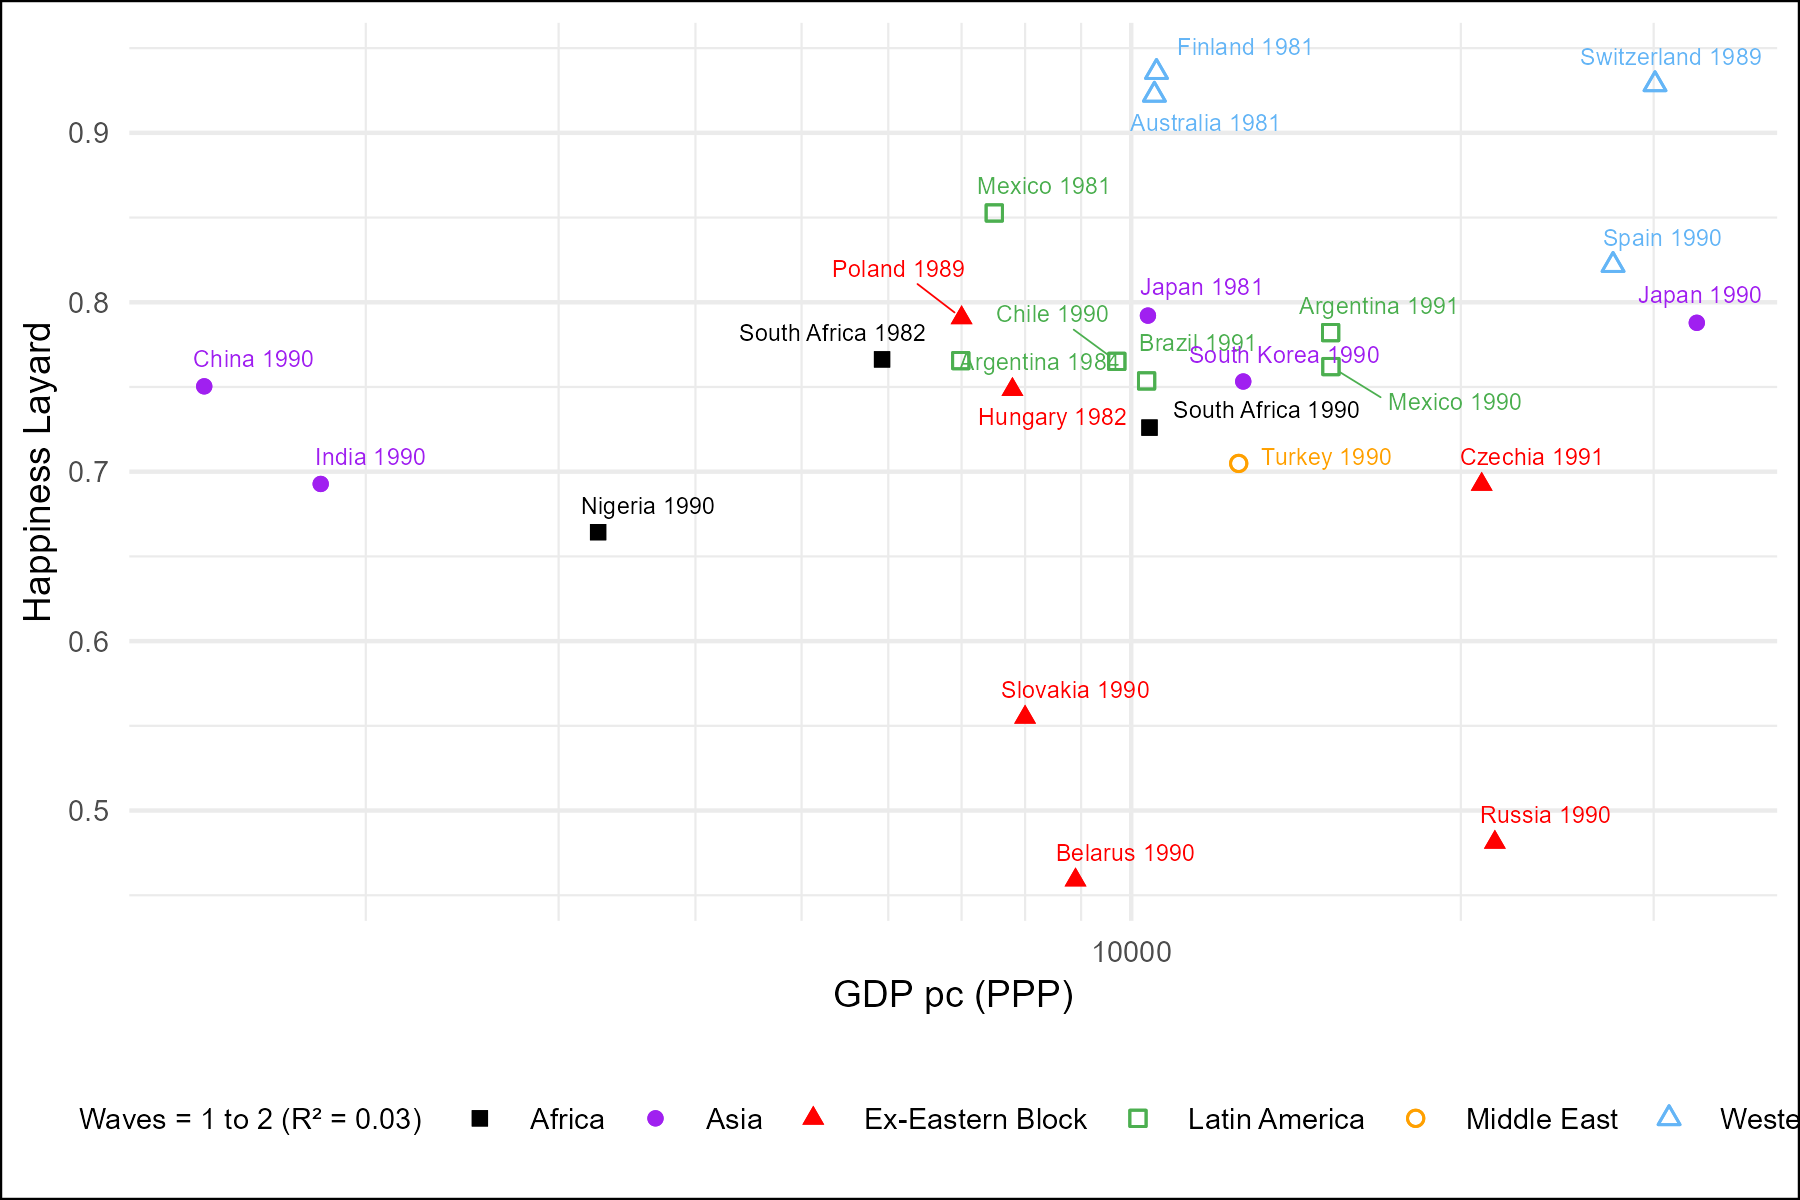 Finland 1981
Switzerland 1989
Australia 1981
0.9
Mexico 1981
Spain 1990
Poland 1989
Japan 1981
Japan 1990
0.8
Chile 1990
Argentina 1991
South Africa 1982
Brazil 1991
South Korea 1990
China 1990
Argentina 1984
Mexico 1990
South Africa 1990
Hungary 1982
India 1990
Turkey 1990
Czechia 1991
0.7
Nigeria 1990
Happiness Layard
0.6
Slovakia 1990
0.5
Russia 1990
Belarus 1990
10000
GDP pc (PPP)
Waves = 1 to 2 (R² = 0.03) Africa Asia Ex-Eastern Block Latin America Middle East Weste